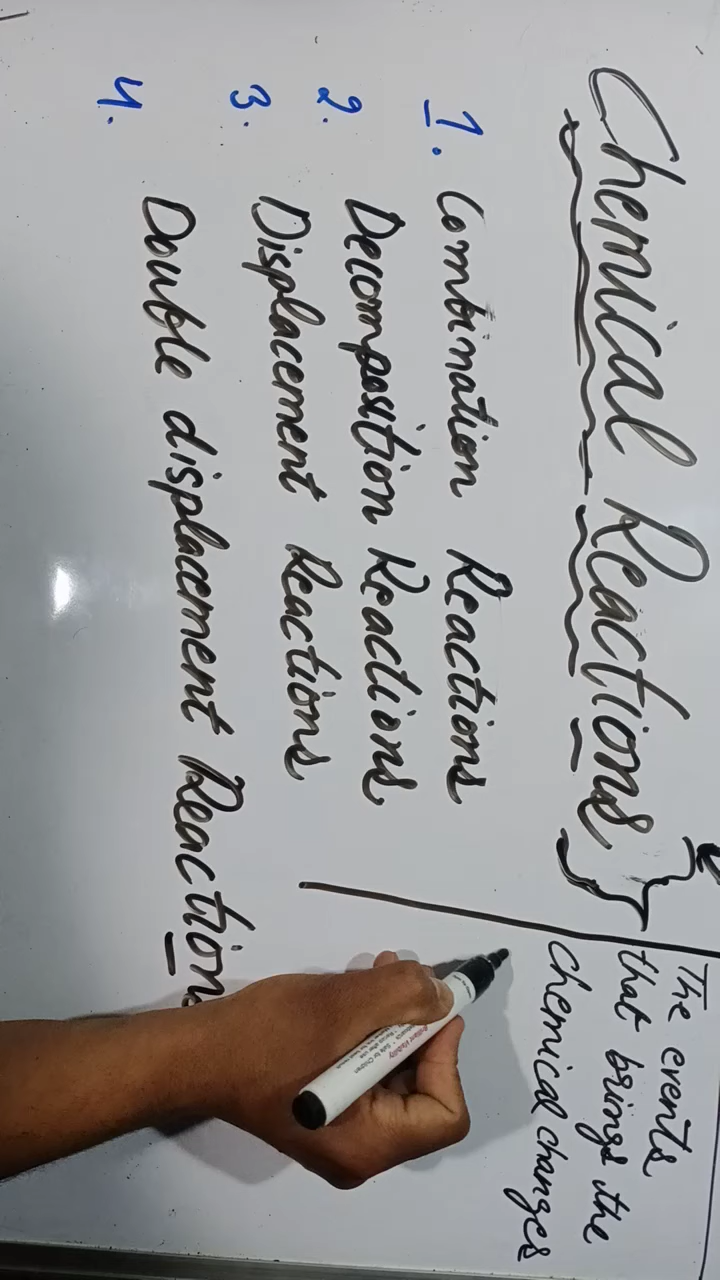 Chemical Reactions
The events
that brings the
chemical changes
1. Combination Reactions
2. Decomposition Reactions
3. Displacement Reactions
4. Double displacement Reactions